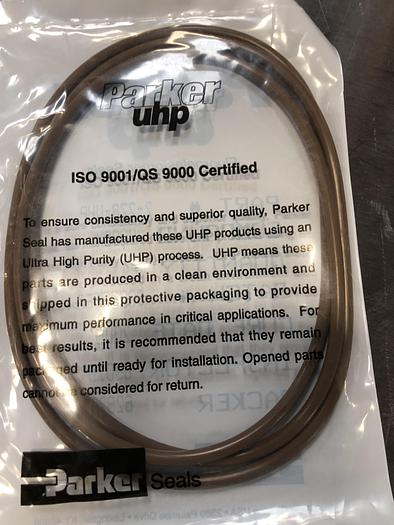 Parker
uhp
ISO 9001/QS 9000 Certified
To ensure consistency and superior quality, Parker
Seal has manufactured these UHP products using an
Ultra High Purity (UHP) process. UHP means these
parts are produced in a clean environment and
shipped in this protective packaging to provide
maximum performance in critical applications. For
best results, it is recommended that they remain
packaged until ready for installation. Opened parts
cannot be considered for return.
Parker Seals